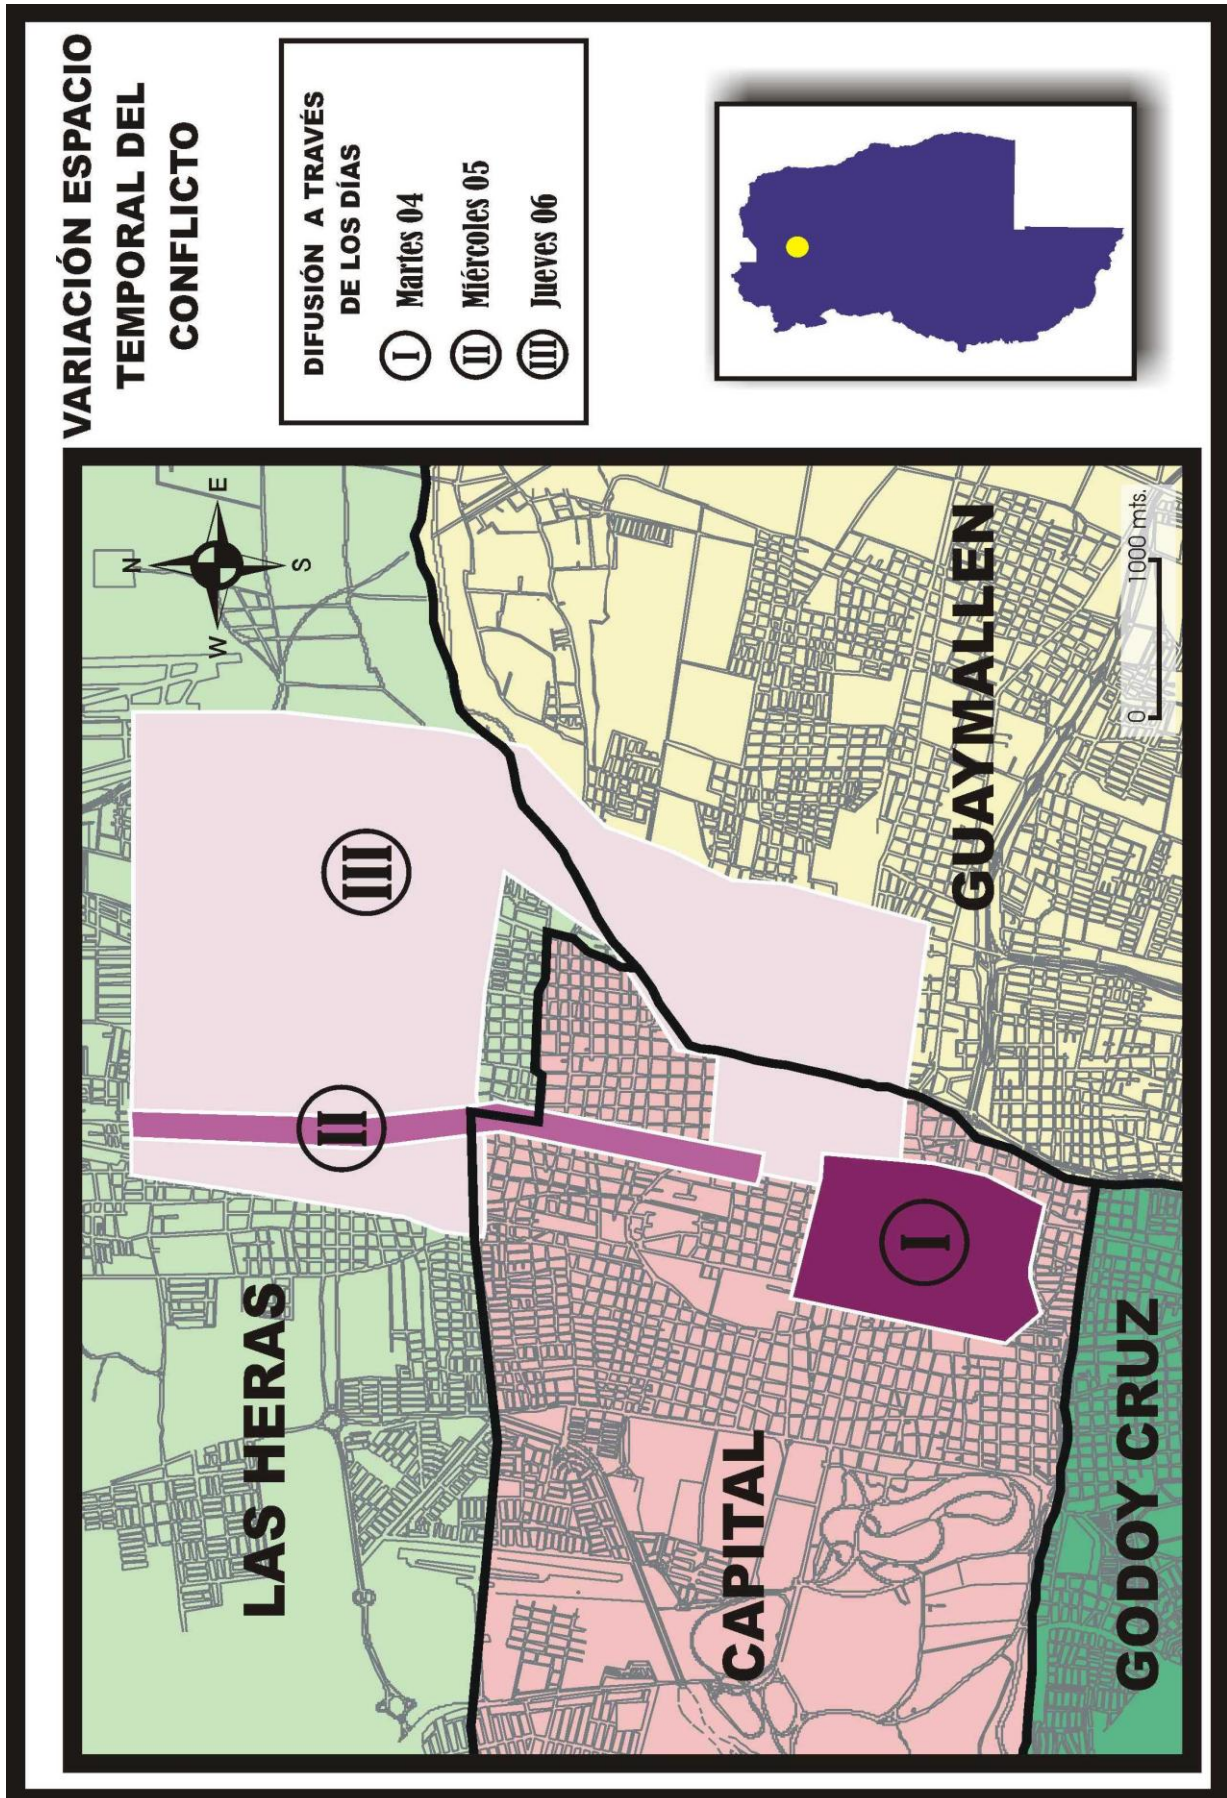 VARIACIÓN ESPACIO
TEMPORAL DEL
CONFLICTO
DIFUSIÓN A TRAVÉS
DE LOS DÍAS
I Martes 04
II Miércoles 05
III Jueves 06
N
W E
S
LAS HERAS
III
II
I
CAPITAL
GUAYMALLEN
GODOY CRUZ
0 1000 mts.